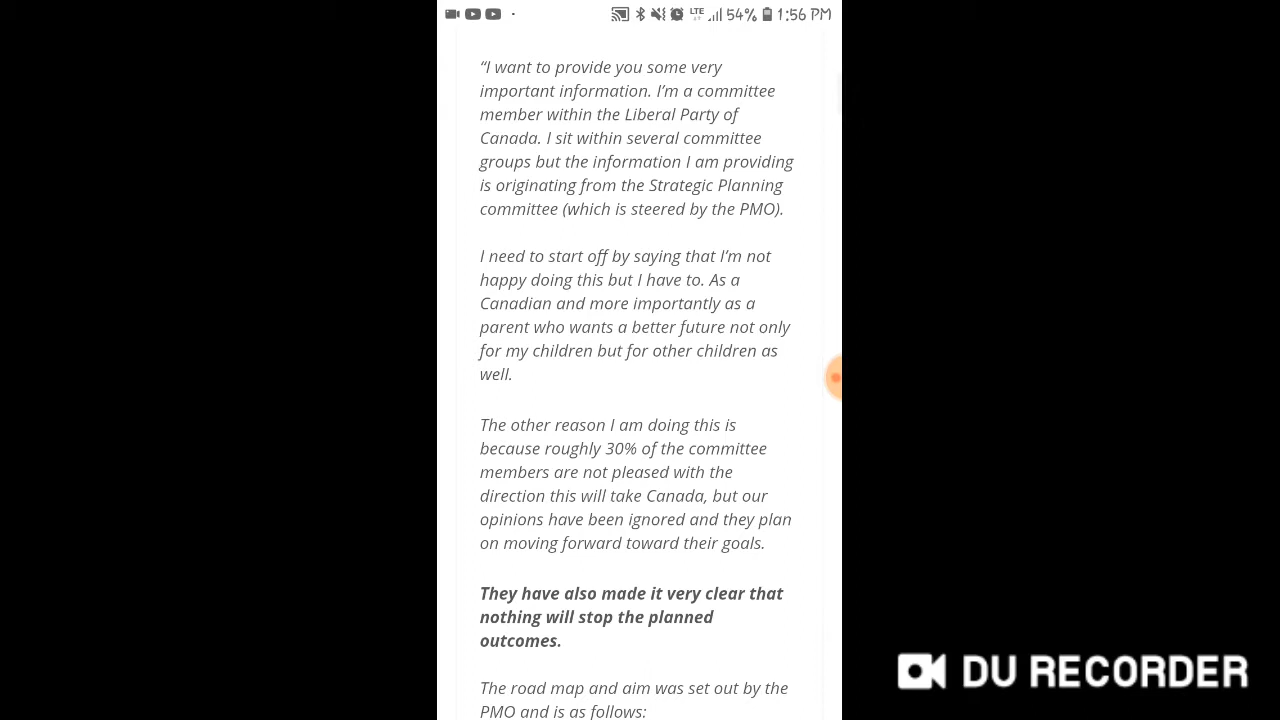 LTE 54% 1:56 PM
“I want to provide you some very
important information. I’m a committee
member within the Liberal Party of
Canada. I sit within several committee
groups but the information I am providing
is originating from the Strategic Planning
committee (which is steered by the PMO).
I need to start off by saying that I’m not
happy doing this but I have to. As a
Canadian and more importantly as a
parent who wants a better future not only
for my children but for other children as
well.
The other reason I am doing this is
because roughly 30% of the committee
members are not pleased with the
direction this will take Canada, but our
opinions have been ignored and they plan
on moving forward toward their goals.
They have also made it very clear that
nothing will stop the planned
outcomes.
The road map and aim was set out by the
PMO and is as follows:
DU RECORDER